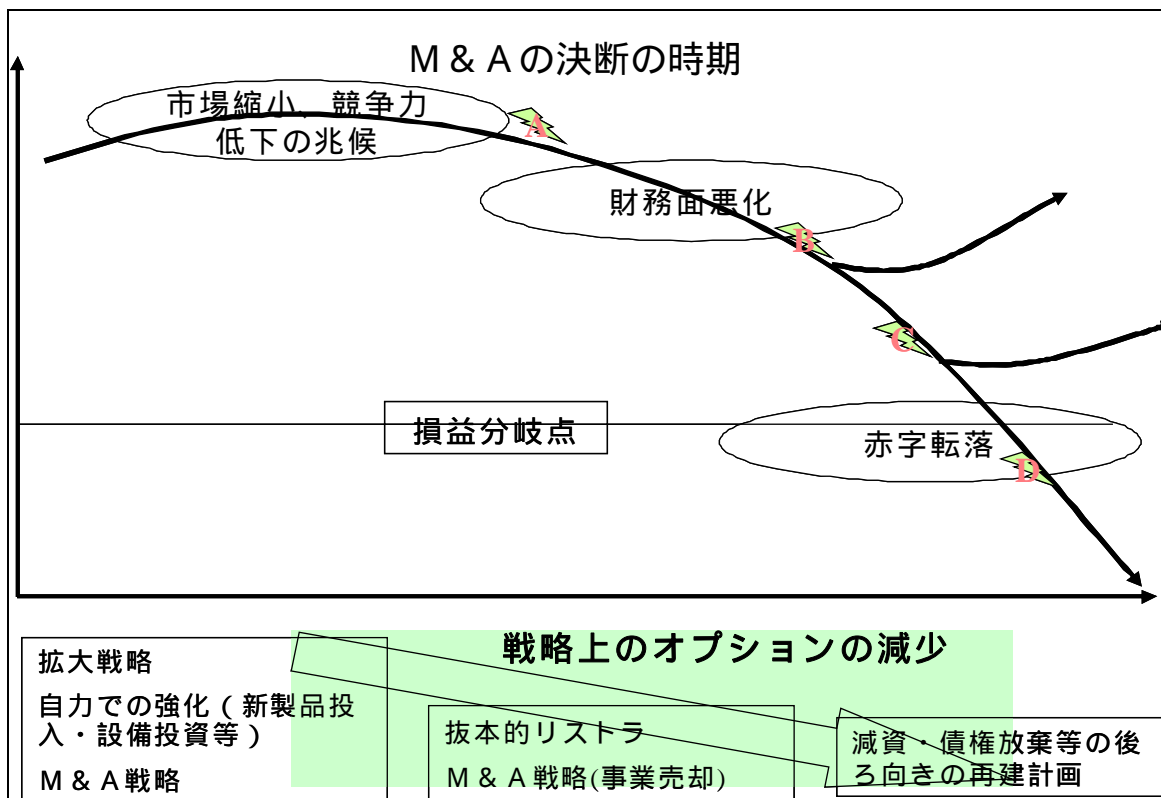 M & A の決断の時期
市場縮小、競争力
低下の兆候
A
財務面悪化
B
C
損益分岐点
赤字転落
D
戦略上のオプションの減少
拡大戦略
自力での強化(新製品投
入・設備投資等)
M & A 戦略
抜本的リストラ
M & A 戦略(事業売却)
減資・債権放棄等の後
ろ向きの再建計画